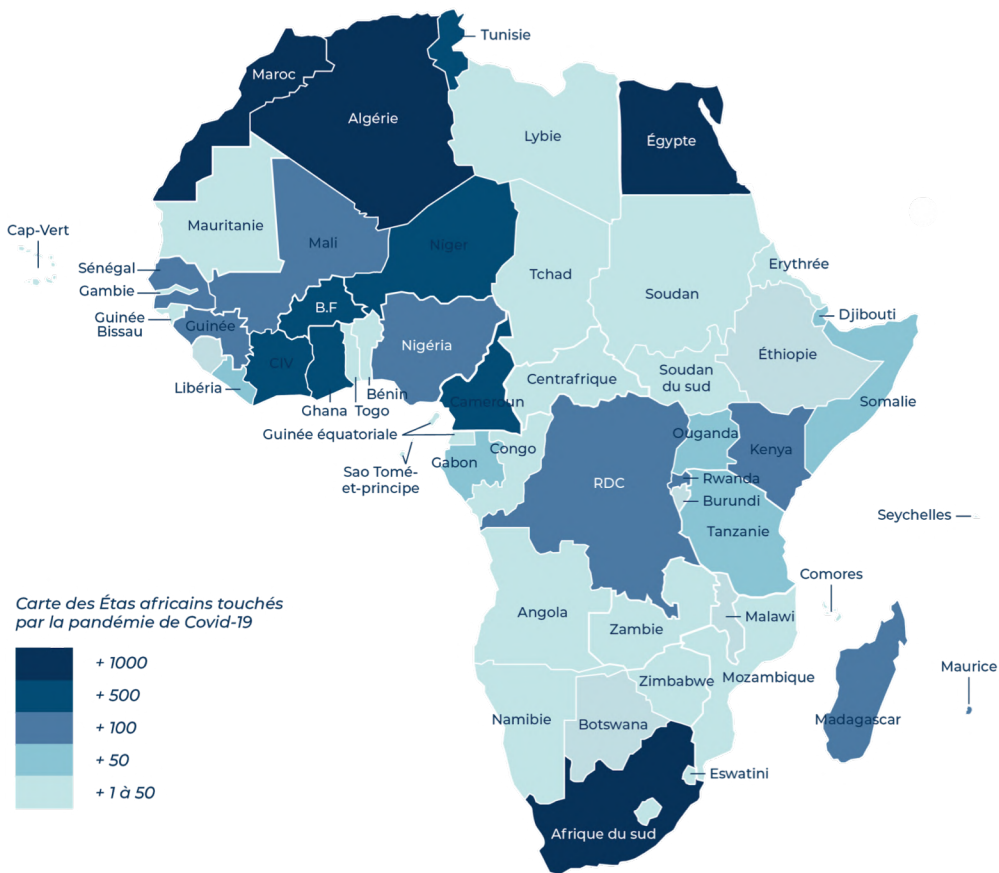 Tunisie
Maroc
Algérie
Lybie
Égypte
Mauritanie
Cap-Vert
Mali
Niger
Sénégal
Tchad
Erythrée
Gambie
Soudan
B.F
Guinée
Bissau
Guinée
Djibouti
Nigéria
Éthiopie
CIV
Soudan
du sud
Centrafrique
Libéria
Bénin
Cameroun
Somalie
Ghana
Togo
Guinée équatoriale
Ouganda
Congo
Kenya
Gabon
Sao Tomé-
et-principe
Rwanda
RDC
Burundi
Seychelles
Tanzanie
Comores
Carte des Étas africains touchés
par la pandémie de Covid-19
Angola
Malawi
Zambie
+ 1000
Maurice
Mozambique
Zimbabwe
+ 500
Namibie
Madagascar
Botswana
+ 100
+ 50
Eswatini
+ 1 à 50
Afrique du sud